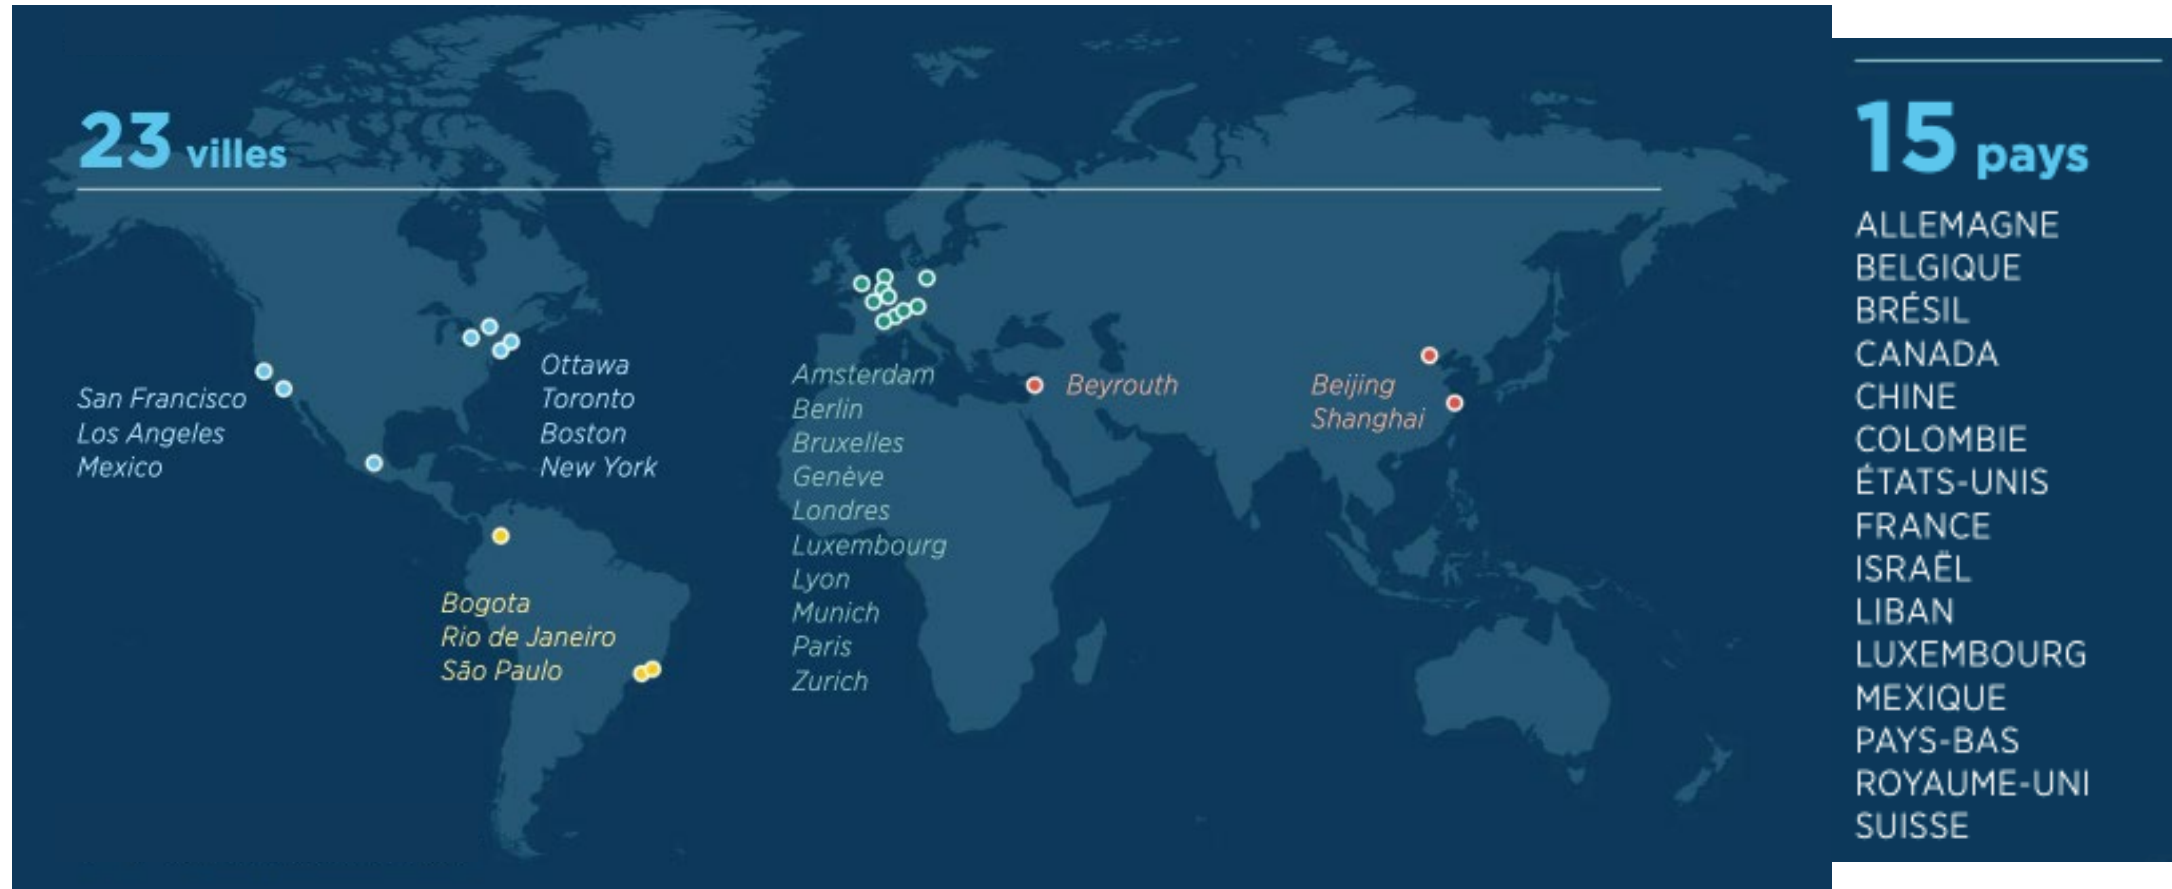 23 villes
San Francisco
Los Angeles
Mexico
Ottawa
Toronto
Boston
New York
Bogota
Rio de Janeiro
São Paulo
Amsterdam
Berlin
Bruxelles
Genève
Londres
Luxembourg
Lyon
Munich
Paris
Zurich
Beyrouth
Beijing
Shanghai
15 pays
ALLEMAGNE
BELGIQUE
BRÉSIL
CANADA
CHINE
COLOMBIE
ÉTATS-UNIS
FRANCE
ISRAËL
LIBAN
LUXEMBOURG
MEXIQUE
PAYS-BAS
ROYAUME-UNI
SUISSE